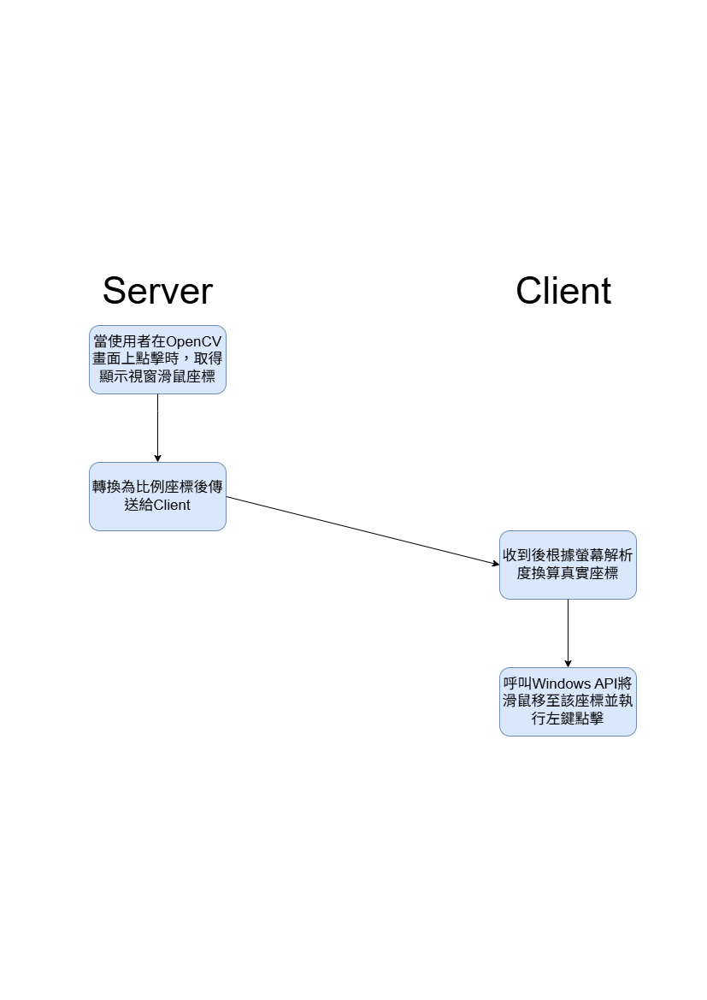 Server
Client
當使用者在OpenCV
畫面上點擊時，取得
顯示視窗滑鼠座標
轉換為比例座標後傳
送給Client
收到後根據螢幕解析
度換算真實座標
呼叫Windows API將
滑鼠移至該座標並執
行左鍵點擊